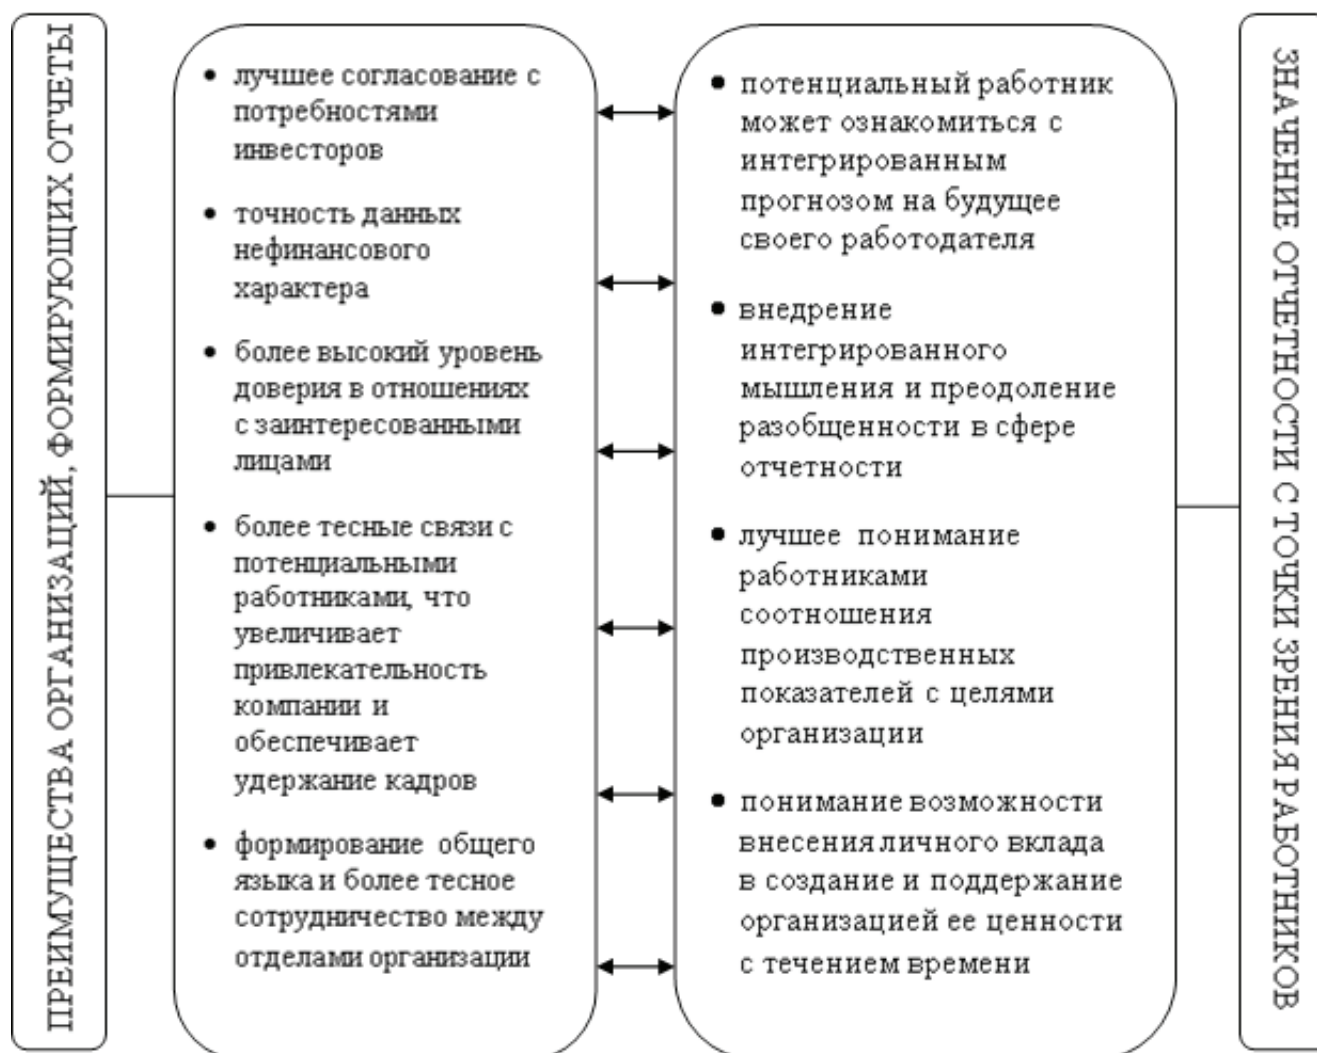 ПРЕИМУЩЕСТВА ОРГАНИЗАЦИЙ, ФОРМИРУЮЩИХ ОТЧЕТЫ
• лучшее согласование с
потребностями
инвесторов
• точность данных
нефинансового
характера
• более высокий уровень
доверия в отношениях
с заинтересованными
лицами
• более тесные связи с
потенциальными
работниками, что
увеличивает
привлекательность
компании и
обеспечивает
удержание кадров
• формирование общего
языка и более тесное
сотрудничество между
отделами организации
• потенциальный работник
может ознакомиться с
интегрированным
прогнозом на будущее
своего работодателя
• внедрение
интегрированного
мышления и преодоление
разобщенности в сфере
отчетности
• лучшее понимание
работниками
соотношения
производственных
показателей с целями
организации
• понимание возможности
внесения личного вклада
в создание и поддержание
организацией ее ценности
с течением времени
ЗНАЧЕНИЕ ОТЧЕТНОСТИ С ТОЧКИ ЗРЕНИЯ РАБОТНИКОВ